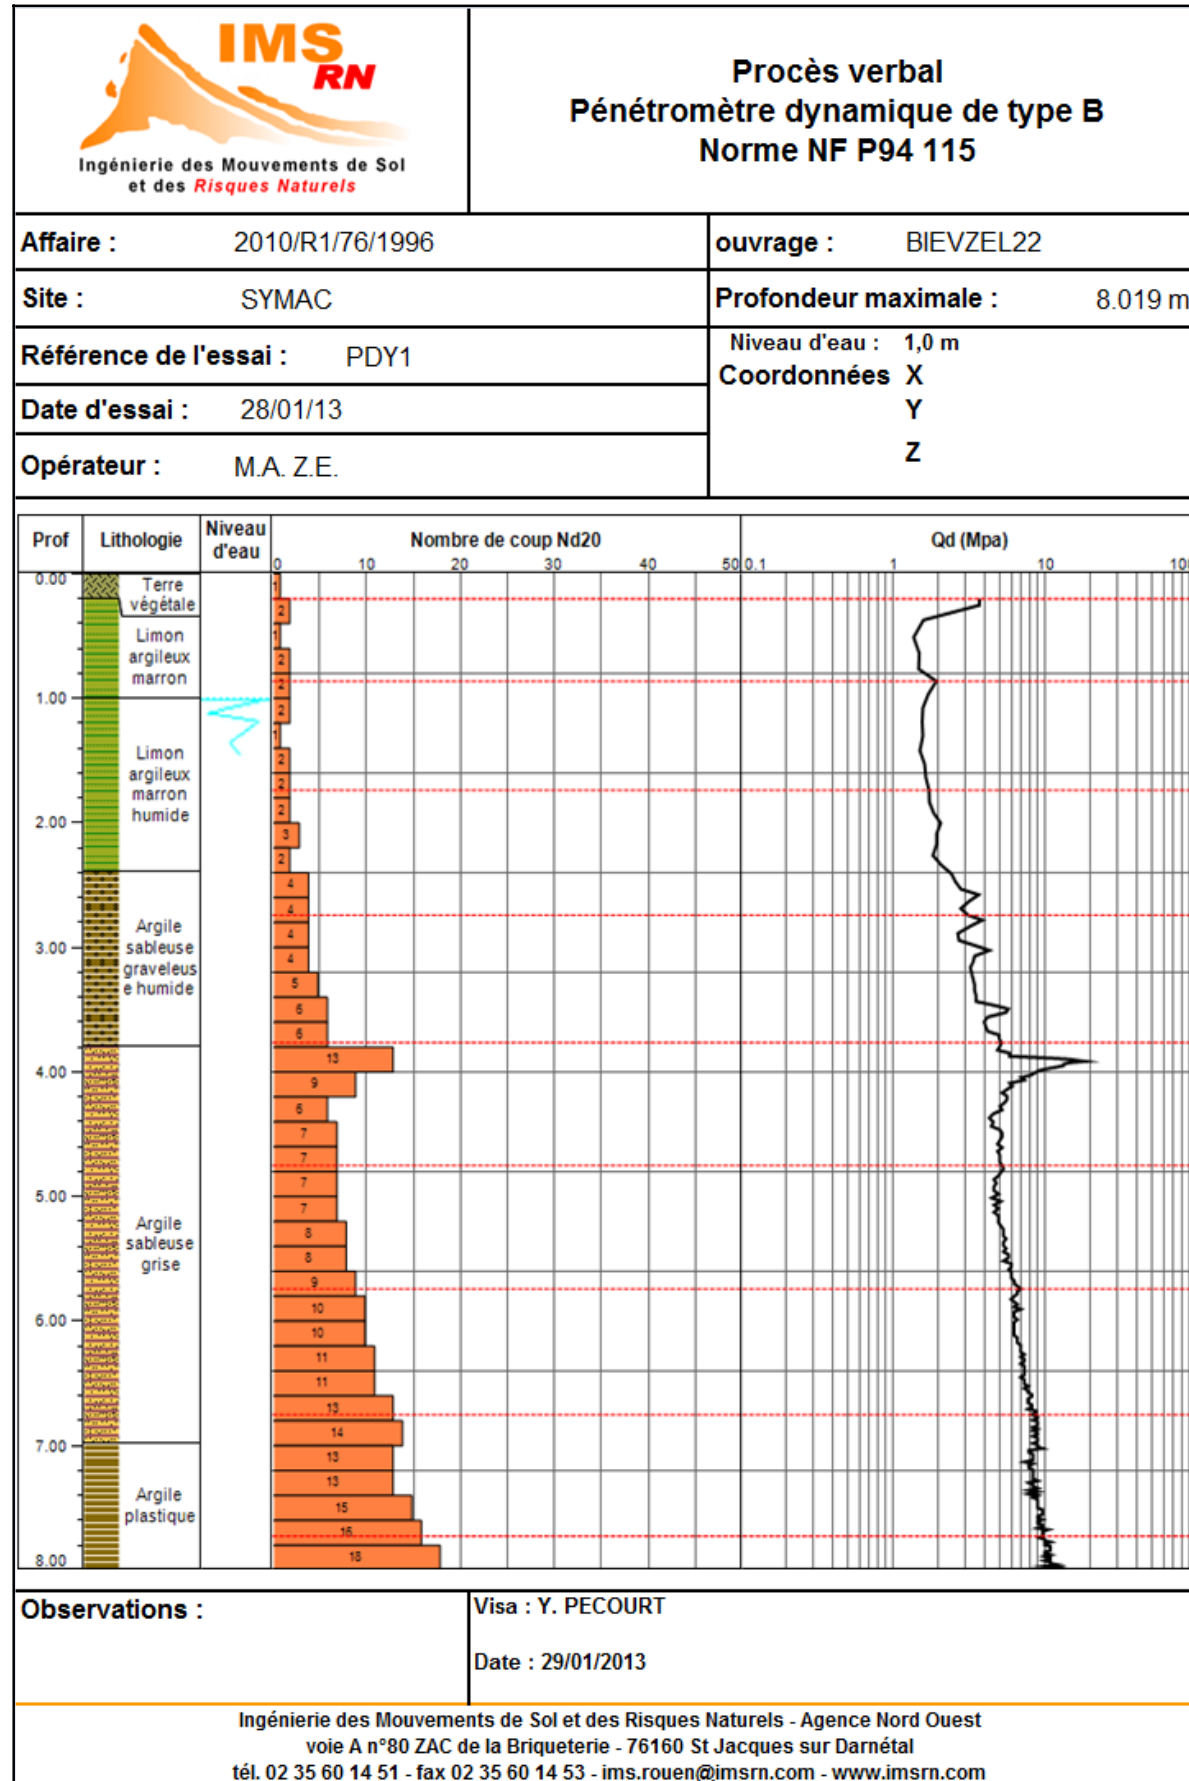 IMS
RN
Ingénierie des Mouvements de Sol
et des Risques Naturels
Procès verbal
Pénétromètre dynamique de type B
Norme NF P94 115
Affaire : 2010/R1/76/1996
ouvrage : BIEVZEL22
Site : SYMAC
Profondeur maximale : 8.019 m
Référence de l'essai : PDY1
Niveau d'eau : 1,0 m
Coordonnées X
Y
Z
Date d'essai : 28/01/13
Opérateur : M.A. Z.E.
Prof Lithologie Niveau d'eau Nombre de coup Nd20 Qd (Mpa)
0 10 20 30 40 50 0.1 1 10 100
0.00
Terre
végétale
Limon
argileux
marron
1.00
Limon
argileux
marron
humide
2.00
Argile
sableuse
graveleus
e humide
3.00
4.00
5.00
Argile
sableuse
grise
6.00
7.00
Argile
plastique
8.00
1
2
1
2
2
2
1
2
2
2
3
2
4
4
4
4
5
6
6
13
9
6
7
7
7
7
8
8
9
10
10
11
11
13
14
13
13
15
16
18
Observations :
Visa : Y. PECOURT
Date : 29/01/2013
Ingénierie des Mouvements de Sol et des Risques Naturels - Agence Nord Ouest
voie A n°80 ZAC de la Briqueterie - 76160 St Jacques sur Darnétal
tél. 02 35 60 14 51 - fax 02 35 60 14 53 - ims.rouen@imsrn.com - www.imsrn.com